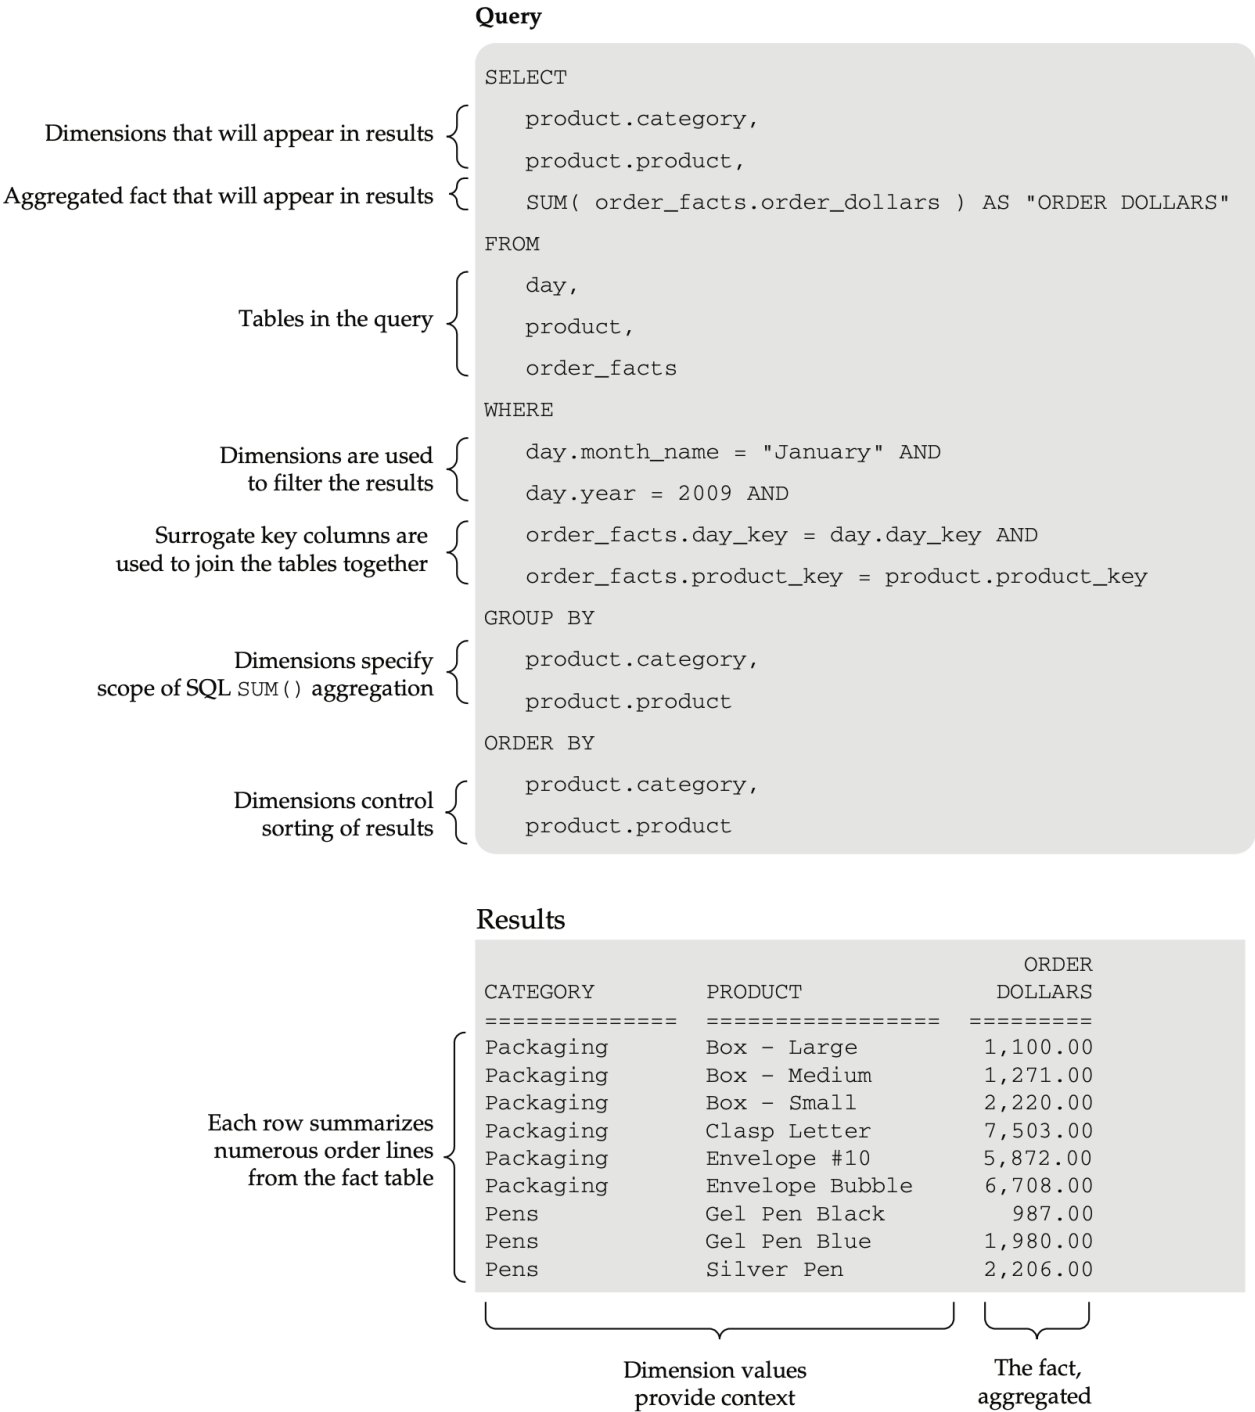 Query
SELECT
Dimensions that will appear in results
product.category,
product.product,
Aggregated fact that will appear in results
SUM( order_facts.order_dollars ) AS "ORDER DOLLARS"
FROM
Tables in the query
day,
product,
order_facts
WHERE
Dimensions are used
to filter the results
day.month_name = "January" AND
day.year = 2009 AND
Surrogate key columns are
used to join the tables together
order_facts.day_key = day.day_key AND
order_facts.product_key = product.product_key
GROUP BY
Dimensions specify
scope of SQL SUM() aggregation
product.category,
product.product
ORDER BY
Dimensions control
sorting of results
product.category,
product.product
Results
ORDER
CATEGORY PRODUCT DOLLARS
============== ================= =========
Each row summarizes
numerous order lines
from the fact table
Packaging Box – Large 1,100.00
Packaging Box – Medium 1,271.00
Packaging Box – Small 2,220.00
Packaging Clasp Letter 7,503.00
Packaging Envelope #10 5,872.00
Packaging Envelope Bubble 6,708.00
Pens Gel Pen Black 987.00
Pens Gel Pen Blue 1,980.00
Pens Silver Pen 2,206.00
Dimension values
provide context
The fact,
aggregated